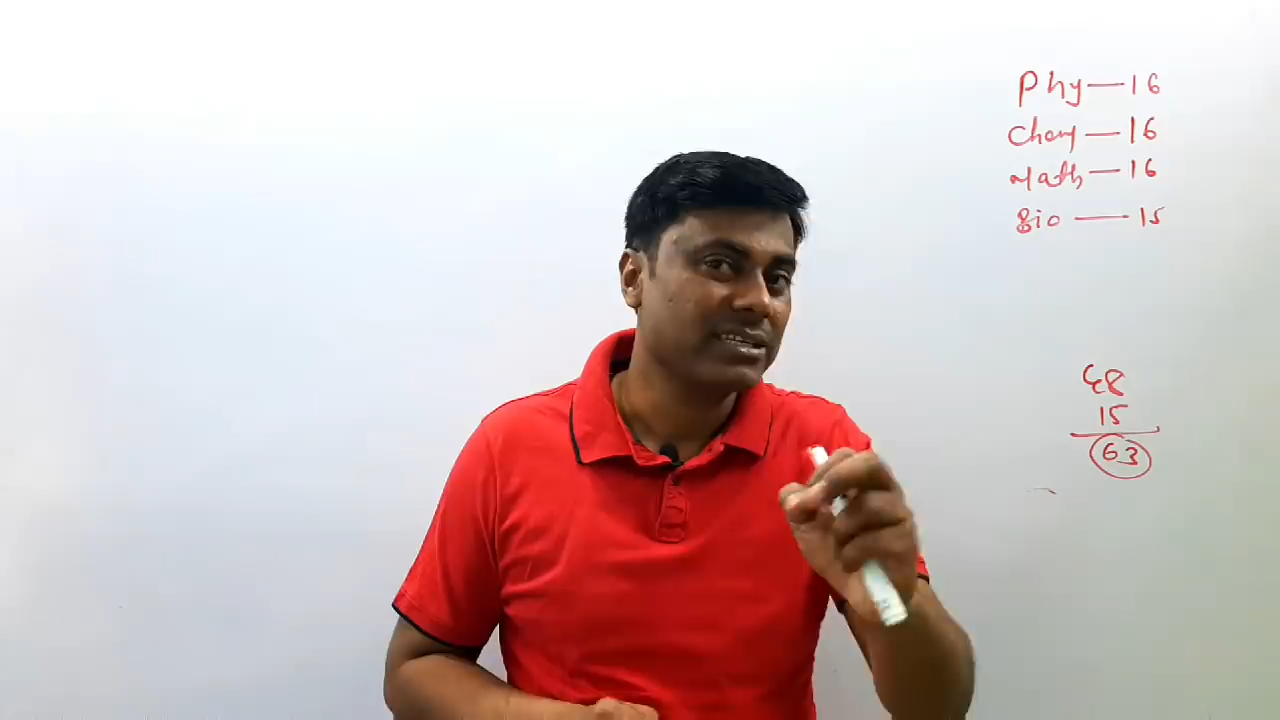 Phy — 16
Chem — 16
Math — 16
Bio — 15
48
15
63